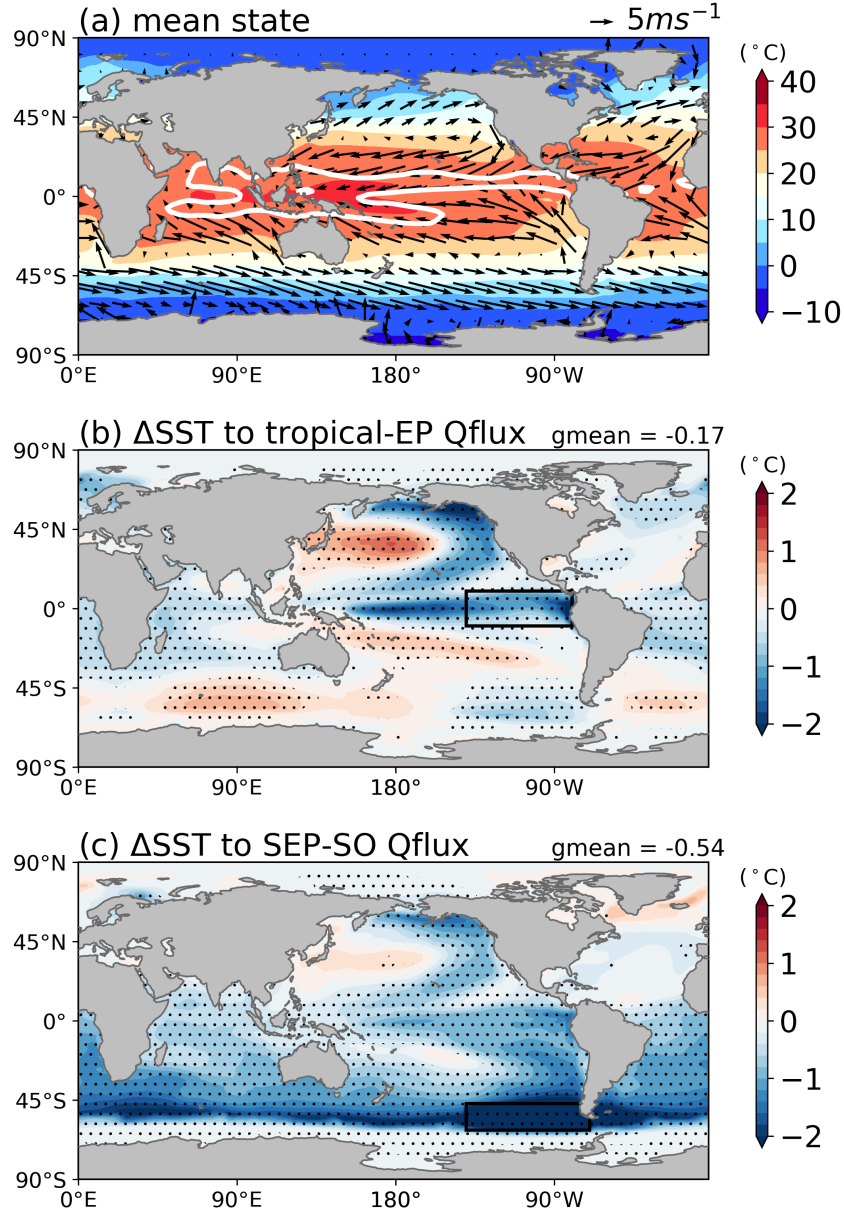 (a) mean state 5ms⁻¹
90°N
45°N
0°
45°S
90°S
0°E 90°E 180° 90°W
(°C)
40
30
20
10
0
−10
(b) ΔSST to tropical-EP Qflux gmean = -0.17
90°N
45°N
0°
45°S
90°S
0°E 90°E 180° 90°W
(°C)
2
1
0
−1
−2
(c) ΔSST to SEP-SO Qflux gmean = -0.54
90°N
45°N
0°
45°S
90°S
0°E 90°E 180° 90°W
(°C)
2
1
0
−1
−2